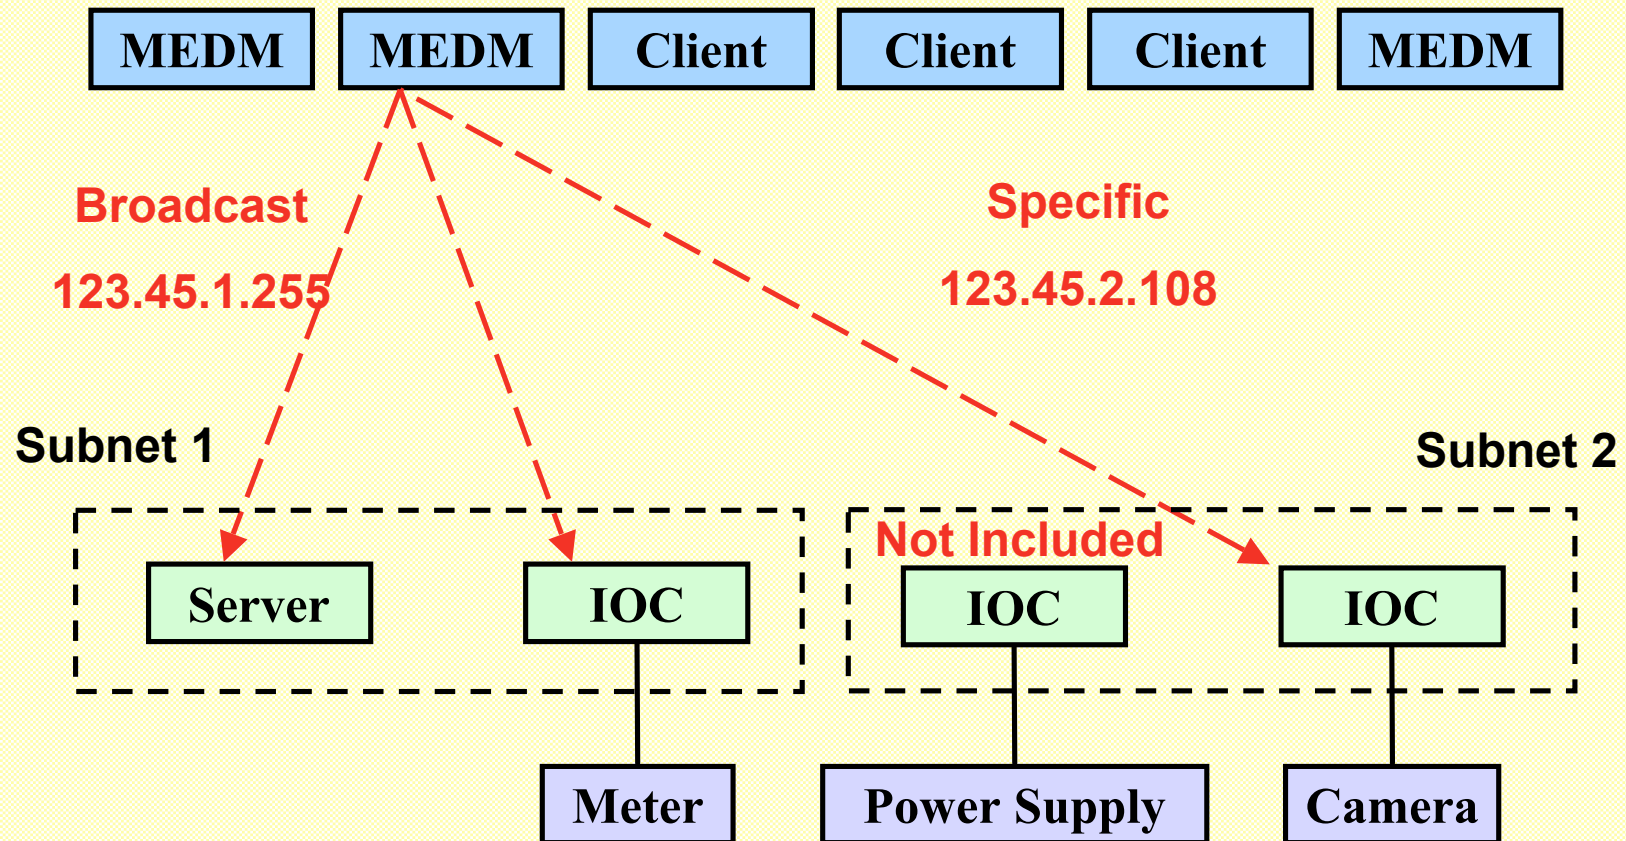 MEDM
MEDM
Client
Client
Client
MEDM
Broadcast
123.45.1.255
Specific
123.45.2.108
Subnet 1
Subnet 2
Not Included
Server
IOC
IOC
IOC
Meter
Power Supply
Camera